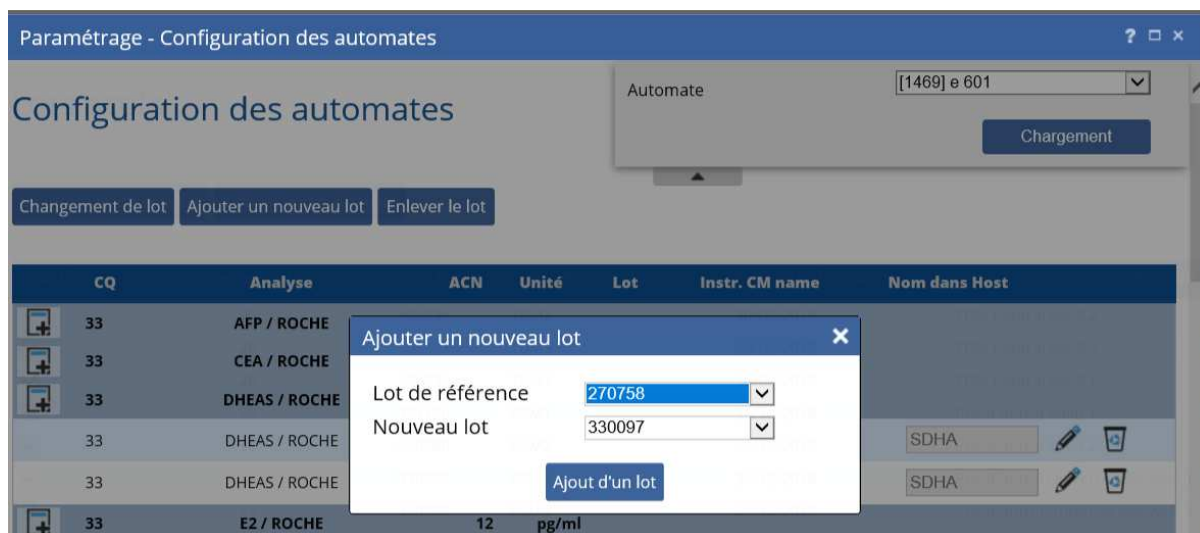 Paramétrage - Configuration des automates ? □ ×
Configuration des automates
Automate [1469] e 601
Chargement
Changement de lot Ajouter un nouveau lot Enlever le lot
CQ Analyse ACN Unité Lot Instr. CM name Nom dans Host
33 AFP / ROCHE
33 CEA / ROCHE
33 DHEAS / ROCHE
33 DHEAS / ROCHE SDHA
33 DHEAS / ROCHE SDHA
33 E2 / ROCHE 12 pg/ml
Ajouter un nouveau lot ×
Lot de référence 270758
Nouveau lot 330097
Ajout d'un lot